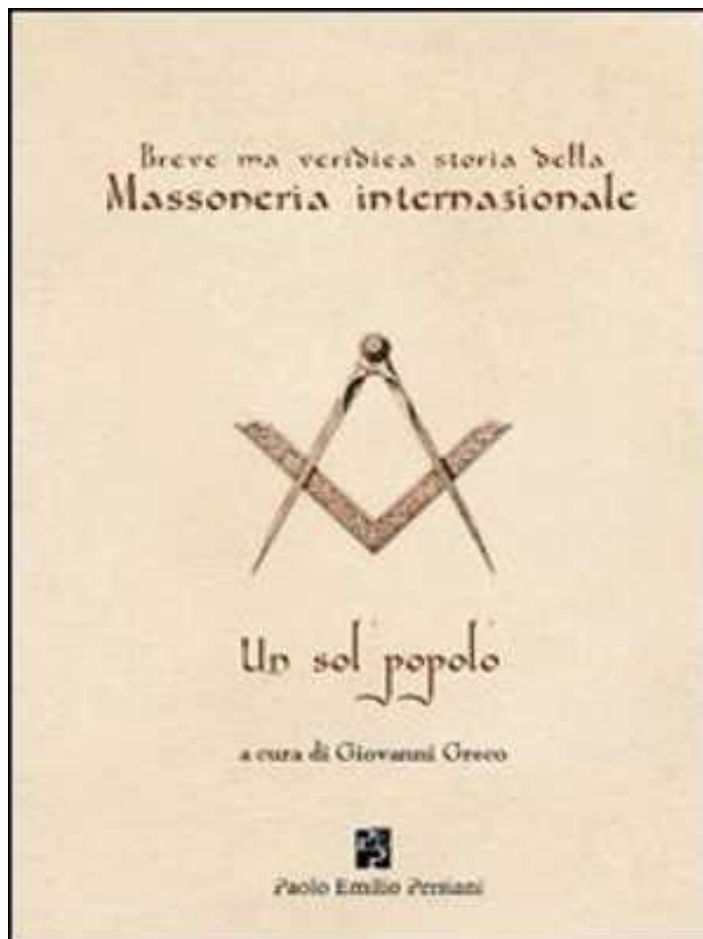 Breve ma veridica storia della
Massoneria internazionale
Un sol popolo
a cura di Giovanni Greco
Paolo Emilio Persiani